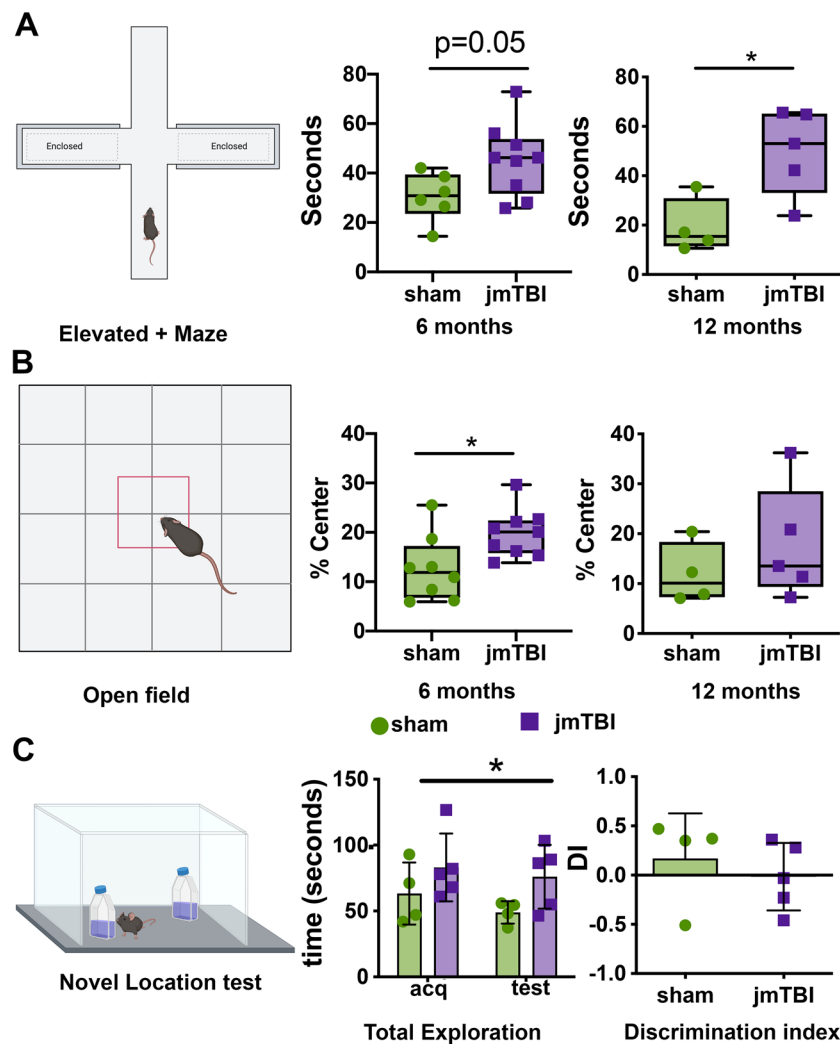 A
Enclosed
Enclosed
Elevated + Maze
p=0.05
Seconds
80
60
40
20
0
sham
jmTBI
6 months
*
Seconds
80
60
40
20
0
sham
jmTBI
12 months
B
Open field
*
% Center
40
30
20
10
0
sham
jmTBI
6 months
% Center
40
30
20
10
0
sham
jmTBI
12 months
sham
jmTBI
C
Novel Location test
*
time (seconds)
150
100
50
0
acq
test
Total Exploration
DI
1.0
0.5
0.0
-0.5
-1.0
sham
jmTBI
Discrimination index